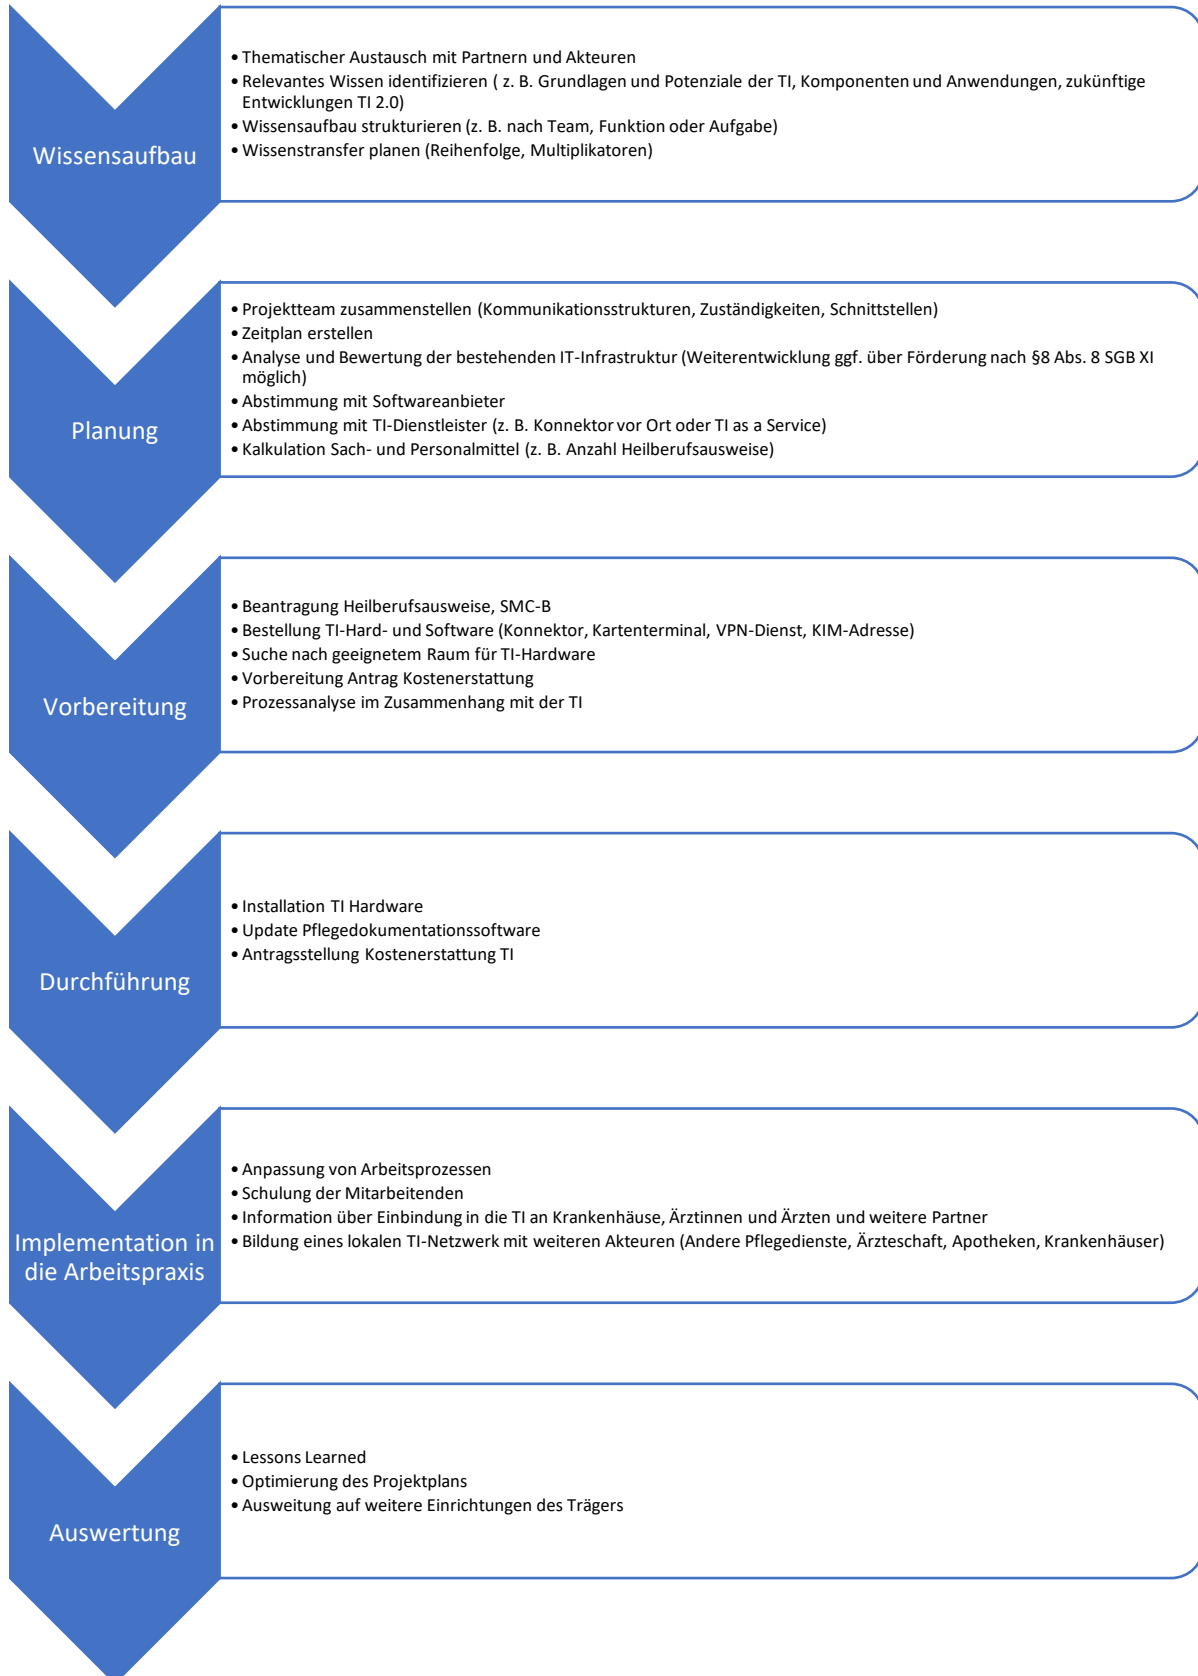 Wissensaufbau
• Thematischer Austausch mit Partnern und Akteuren
• Relevantes Wissen identifizieren ( z. B. Grundlagen und Potenziale der TI, Komponenten und Anwendungen, zukünftige
Entwicklungen TI 2.0)
• Wissensaufbau strukturieren (z. B. nach Team, Funktion oder Aufgabe)
• Wissenstransfer planen (Reihenfolge, Multiplikatoren)
Planung
• Projektteam zusammenstellen (Kommunikationsstrukturen, Zuständigkeiten, Schnittstellen)
• Zeitplan erstellen
• Analyse und Bewertung der bestehenden IT-Infrastruktur (Weiterentwicklung ggf. über Förderung nach §8 Abs. 8 SGB XI
möglich)
• Abstimmung mit Softwareanbieter
• Abstimmung mit TI-Dienstleister (z. B. Konnektor vor Ort oder TI as a Service)
• Kalkulation Sach- und Personalmittel (z. B. Anzahl Heilberufsausweise)
Vorbereitung
• Beantragung Heilberufsausweise, SMC-B
• Bestellung TI-Hard- und Software (Konnektor, Kartenterminal, VPN-Dienst, KIM-Adresse)
• Suche nach geeignetem Raum für TI-Hardware
• Vorbereitung Antrag Kostenerstattung
• Prozessanalyse im Zusammenhang mit der TI
Durchführung
• Installation TI Hardware
• Update Pflegedokumentationssoftware
• Antragsstellung Kostenerstattung TI
Implementation in
die Arbeitspraxis
• Anpassung von Arbeitsprozessen
• Schulung der Mitarbeitenden
• Information über Einbindung in die TI an Krankenhäuse, Ärztinnen und Ärzten und weitere Partner
• Bildung eines lokalen TI-Netzwerk mit weiteren Akteuren (Andere Pflegedienste, Ärzteschaft, Apotheken, Krankenhäuser)
Auswertung
• Lessons Learned
• Optimierung des Projektplans
• Ausweitung auf weitere Einrichtungen des Trägers